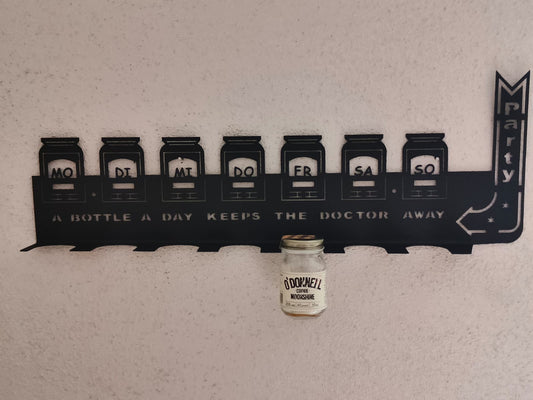 MO DI MI DO FR SA SO
party
A BOTTLE A DAY KEEPS THE DOCTOR AWAY
O'DONNELL
MOONSHINE